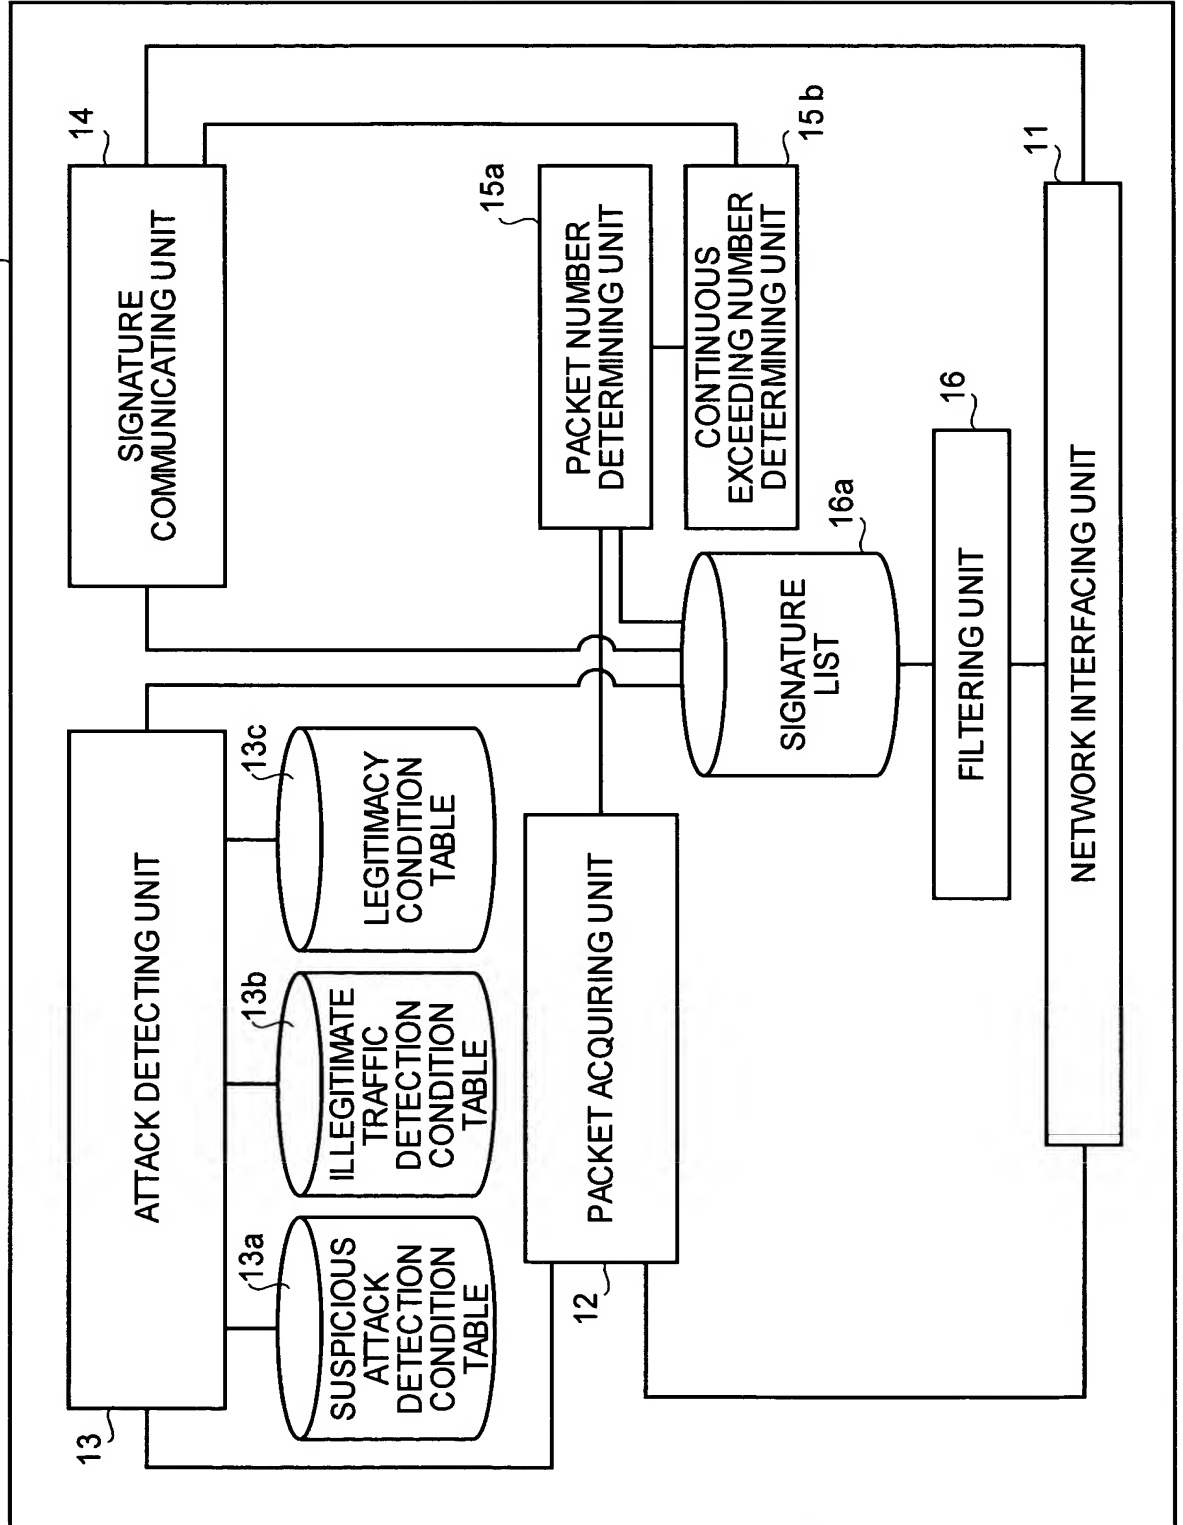 13
ATTACK DETECTING UNIT
14
SIGNATURE
COMMUNICATING UNIT
13a
SUSPICIOUS
ATTACK
DETECTION
CONDITION
TABLE
13b
ILLEGITIMATE
TRAFFIC
DETECTION
CONDITION
TABLE
13c
LEGITIMACY
CONDITION
TABLE
12
PACKET ACQUIRING UNIT
15a
PACKET NUMBER
DETERMINING UNIT
15 b
CONTINUOUS
EXCEEDING NUMBER
DETERMINING UNIT
16a
SIGNATURE
LIST
16
FILTERING UNIT
11
NETWORK INTERFACING UNIT